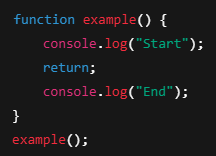 function example() {
    console.log("Start");
    return;
    console.log("End");
}
example();